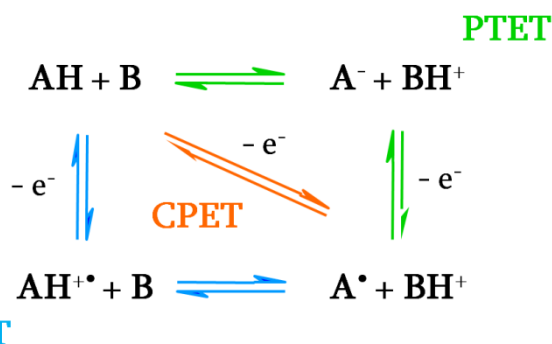 PTET
AH + B A⁻ + BH⁺
– e⁻
– e⁻ – e⁻
CPET
AH⁺• + B A• + BH⁺
T